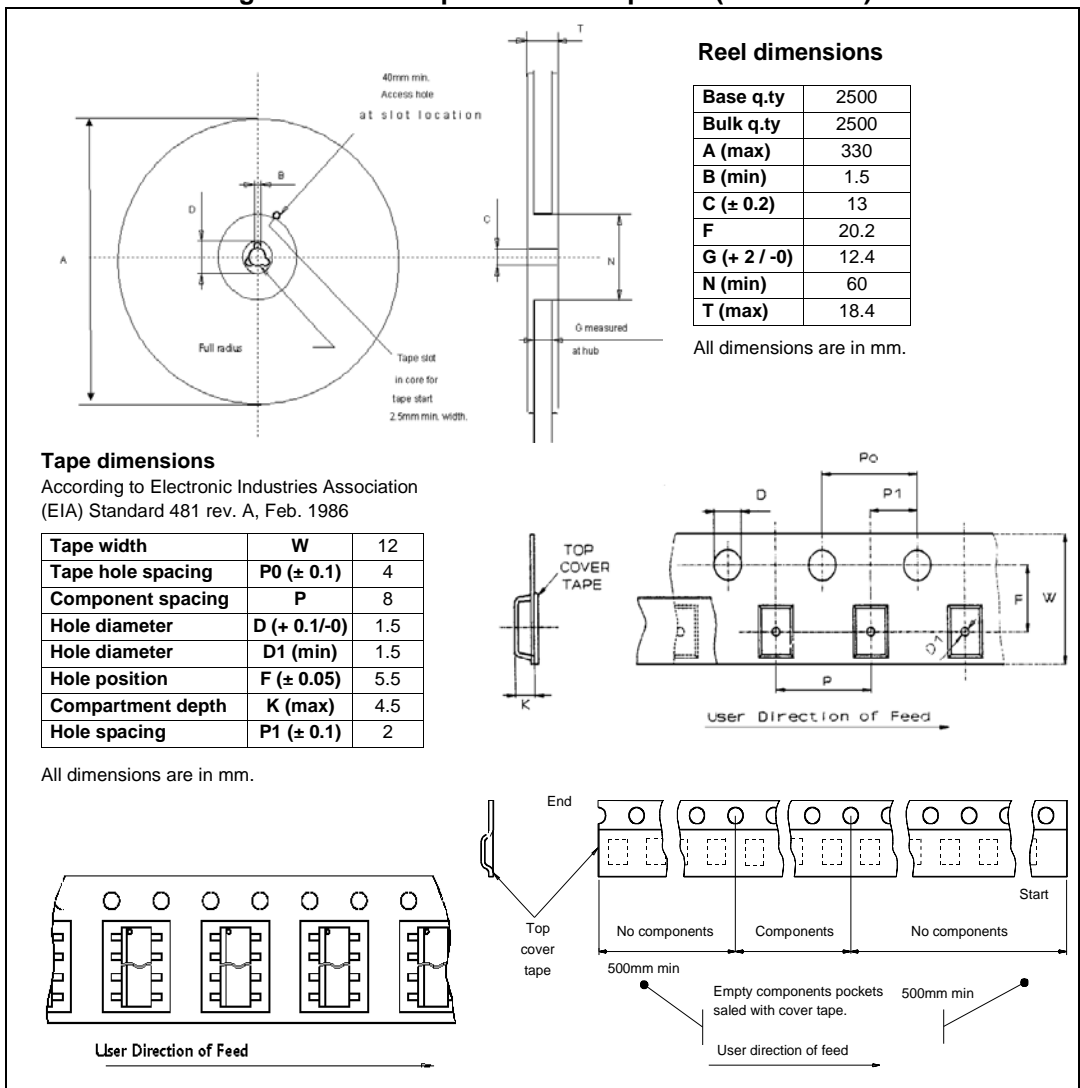 Reel dimensions
Base q.ty 2500
Bulk q.ty 2500
A (max) 330
B (min) 1.5
C (± 0.2) 13
F 20.2
G (+ 2 / -0) 12.4
N (min) 60
T (max) 18.4
All dimensions are in mm.
T
40mm min.
Access hole
at slot location
B
D
C
A
N
Full radius
Tape slot
in core for
tape start
2.5mm min. width.
G measured
at hub
Tape dimensions
According to Electronic Industries Association
(EIA) Standard 481 rev. A, Feb. 1986
Tape width W 12
Tape hole spacing P0 (± 0.1) 4
Component spacing P 8
Hole diameter D (+ 0.1/-0) 1.5
Hole diameter D1 (min) 1.5
Hole position F (± 0.05) 5.5
Compartment depth K (max) 4.5
Hole spacing P1 (± 0.1) 2
All dimensions are in mm.
Po
D
P1
TOP
COVER
TAPE
F
W
D1
K
P
User Direction of Feed
End
Start
Top
cover
tape
No components
Components
No components
500mm min
Empty components pockets
saled with cover tape.
500mm min
User direction of feed
User Direction of Feed